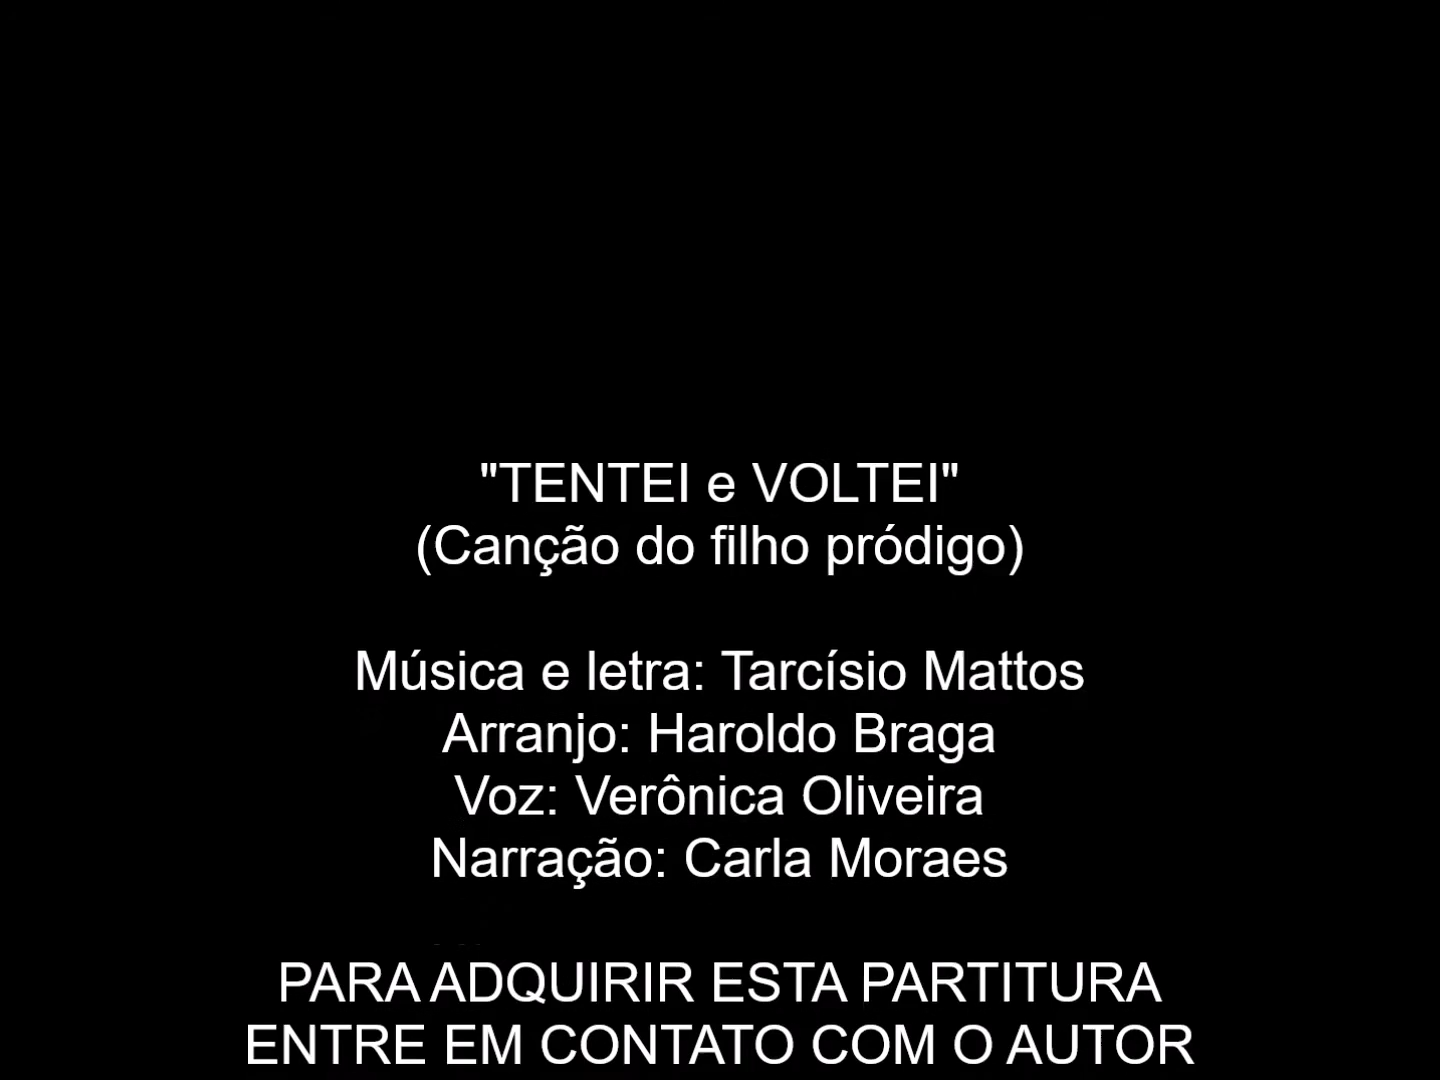 "TENTEI e VOLTEI"
(Canção do filho pródigo)
Música e letra: Tarcísio Mattos
Arranjo: Haroldo Braga
Voz: Verônica Oliveira
Narração: Carla Moraes
PARA ADQUIRIR ESTA PARTITURA
ENTRE EM CONTATO COM O AUTOR